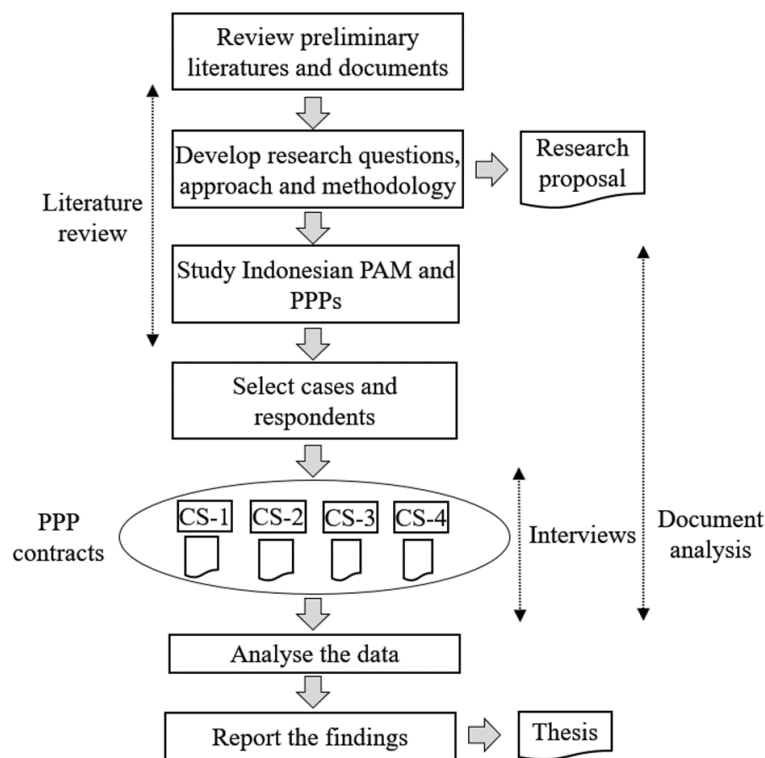 Review preliminary
literatures and documents
Develop research questions,
approach and methodology
Research
proposal
Literature
review
Study Indonesian PAM and
PPPs
Select cases and
respondents
PPP
contracts
CS-1
CS-2
CS-3
CS-4
Interviews
Document
analysis
Analyse the data
Report the findings
Thesis